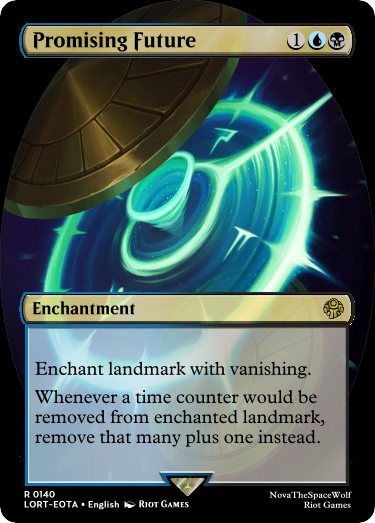 Promising Future 1
Enchantment
Enchant landmark with vanishing.
Whenever a time counter would be
removed from enchanted landmark,
remove that many plus one instead.
R 0140
LORT-EOTA • English RIOT GAMES
NovaTheSpaceWolf
Riot Games